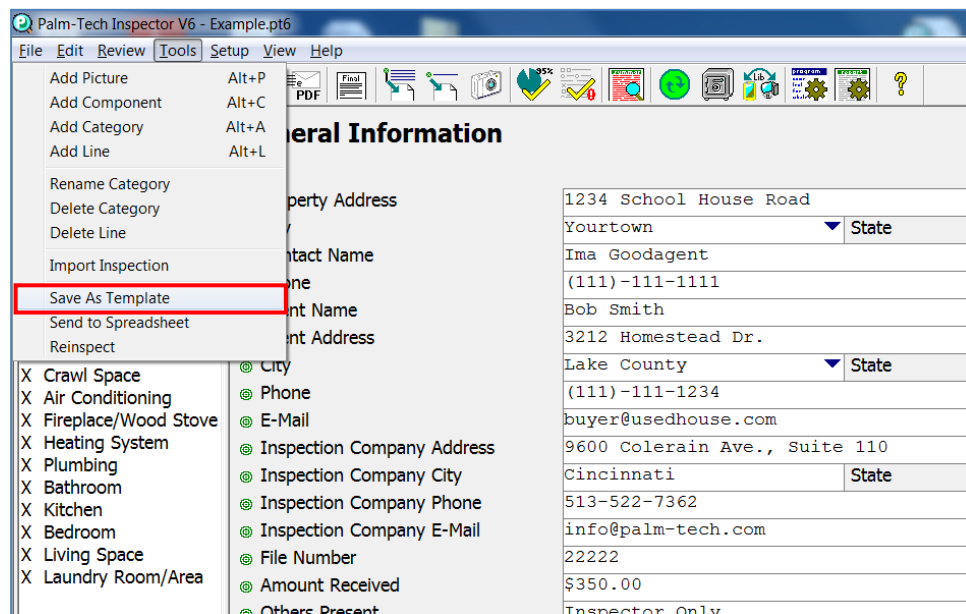 Palm-Tech Inspector V6 - Example.pt6
File Edit Review Tools Setup View Help
Add Picture Alt+P
Add Component Alt+C
Add Category Alt+A
Add Line Alt+L
Rename Category
Delete Category
Delete Line
Import Inspection
Save As Template
Send to Spreadsheet
Reinspect
PDF Final 95% summary Lib program report
neral Information
perty Address 1234 School House Road
Yourtown State
ntact Name Ima Goodagent
one (111)-111-1111
ent Name Bob Smith
ent Address 3212 Homestead Dr.
City Lake County State
Phone (111)-111-1234
E-Mail buyer@usedhouse.com
Inspection Company Address 9600 Colerain Ave., Suite 110
Inspection Company City Cincinnati State
Inspection Company Phone 513-522-7362
Inspection Company E-Mail info@palm-tech.com
File Number 22222
Amount Received $350.00
Others Present Inspector Only
X Crawl Space
X Air Conditioning
X Fireplace/Wood Stove
X Heating System
X Plumbing
X Bathroom
X Kitchen
X Bedroom
X Living Space
X Laundry Room/Area